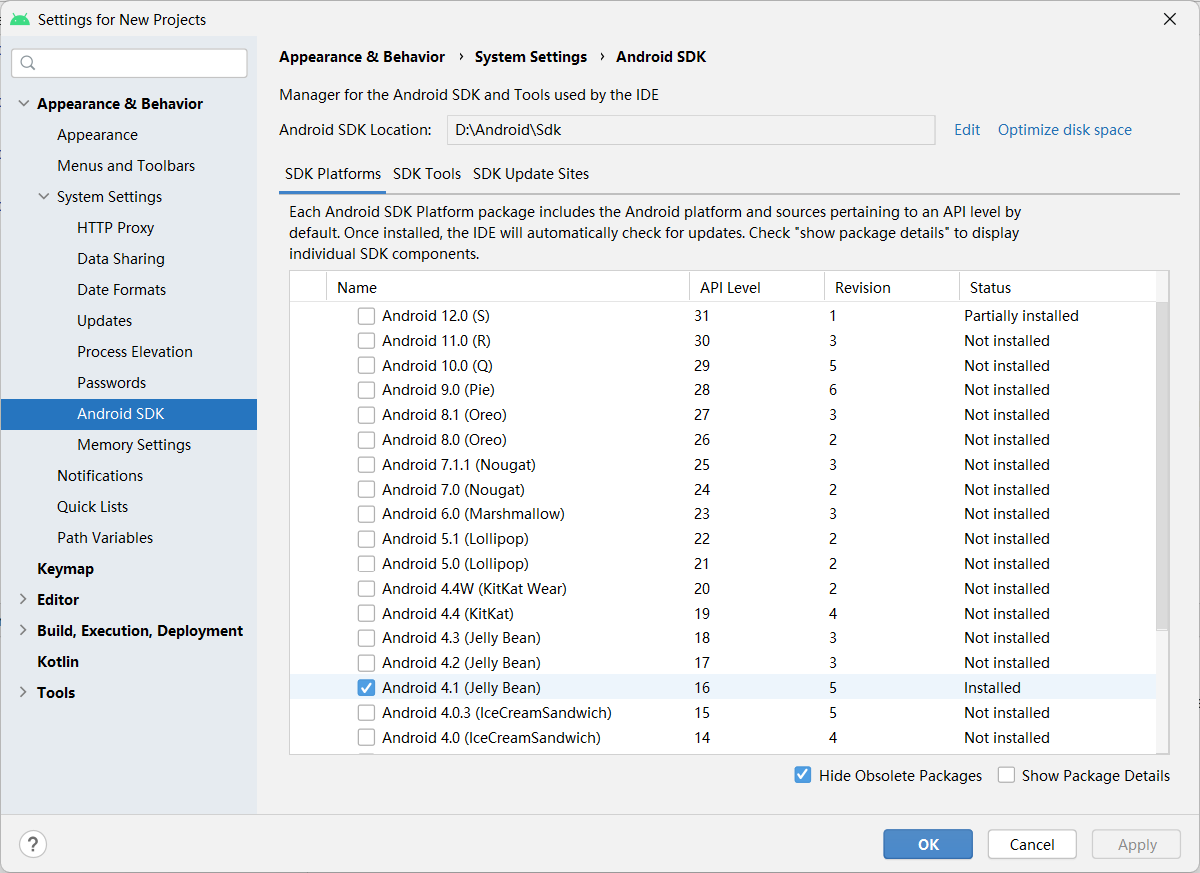 Settings for New Projects
Appearance & Behavior
Appearance
Menus and Toolbars
System Settings
HTTP Proxy
Data Sharing
Date Formats
Updates
Process Elevation
Passwords
Android SDK
Memory Settings
Notifications
Quick Lists
Path Variables
Keymap
Editor
Build, Execution, Deployment
Kotlin
Tools
Appearance & Behavior › System Settings › Android SDK
Manager for the Android SDK and Tools used by the IDE
Android SDK Location: D:\Android\Sdk Edit Optimize disk space
SDK Platforms SDK Tools SDK Update Sites
Each Android SDK Platform package includes the Android platform and sources pertaining to an API level by
default. Once installed, the IDE will automatically check for updates. Check "show package details" to display
individual SDK components.
Name API Level Revision Status
Android 12.0 (S) 31 1 Partially installed
Android 11.0 (R) 30 3 Not installed
Android 10.0 (Q) 29 5 Not installed
Android 9.0 (Pie) 28 6 Not installed
Android 8.1 (Oreo) 27 3 Not installed
Android 8.0 (Oreo) 26 2 Not installed
Android 7.1.1 (Nougat) 25 3 Not installed
Android 7.0 (Nougat) 24 2 Not installed
Android 6.0 (Marshmallow) 23 3 Not installed
Android 5.1 (Lollipop) 22 2 Not installed
Android 5.0 (Lollipop) 21 2 Not installed
Android 4.4W (KitKat Wear) 20 2 Not installed
Android 4.4 (KitKat) 19 4 Not installed
Android 4.3 (Jelly Bean) 18 3 Not installed
Android 4.2 (Jelly Bean) 17 3 Not installed
Android 4.1 (Jelly Bean) 16 5 Installed
Android 4.0.3 (IceCreamSandwich) 15 5 Not installed
Android 4.0 (IceCreamSandwich) 14 4 Not installed
Hide Obsolete Packages Show Package Details
? OK Cancel Apply